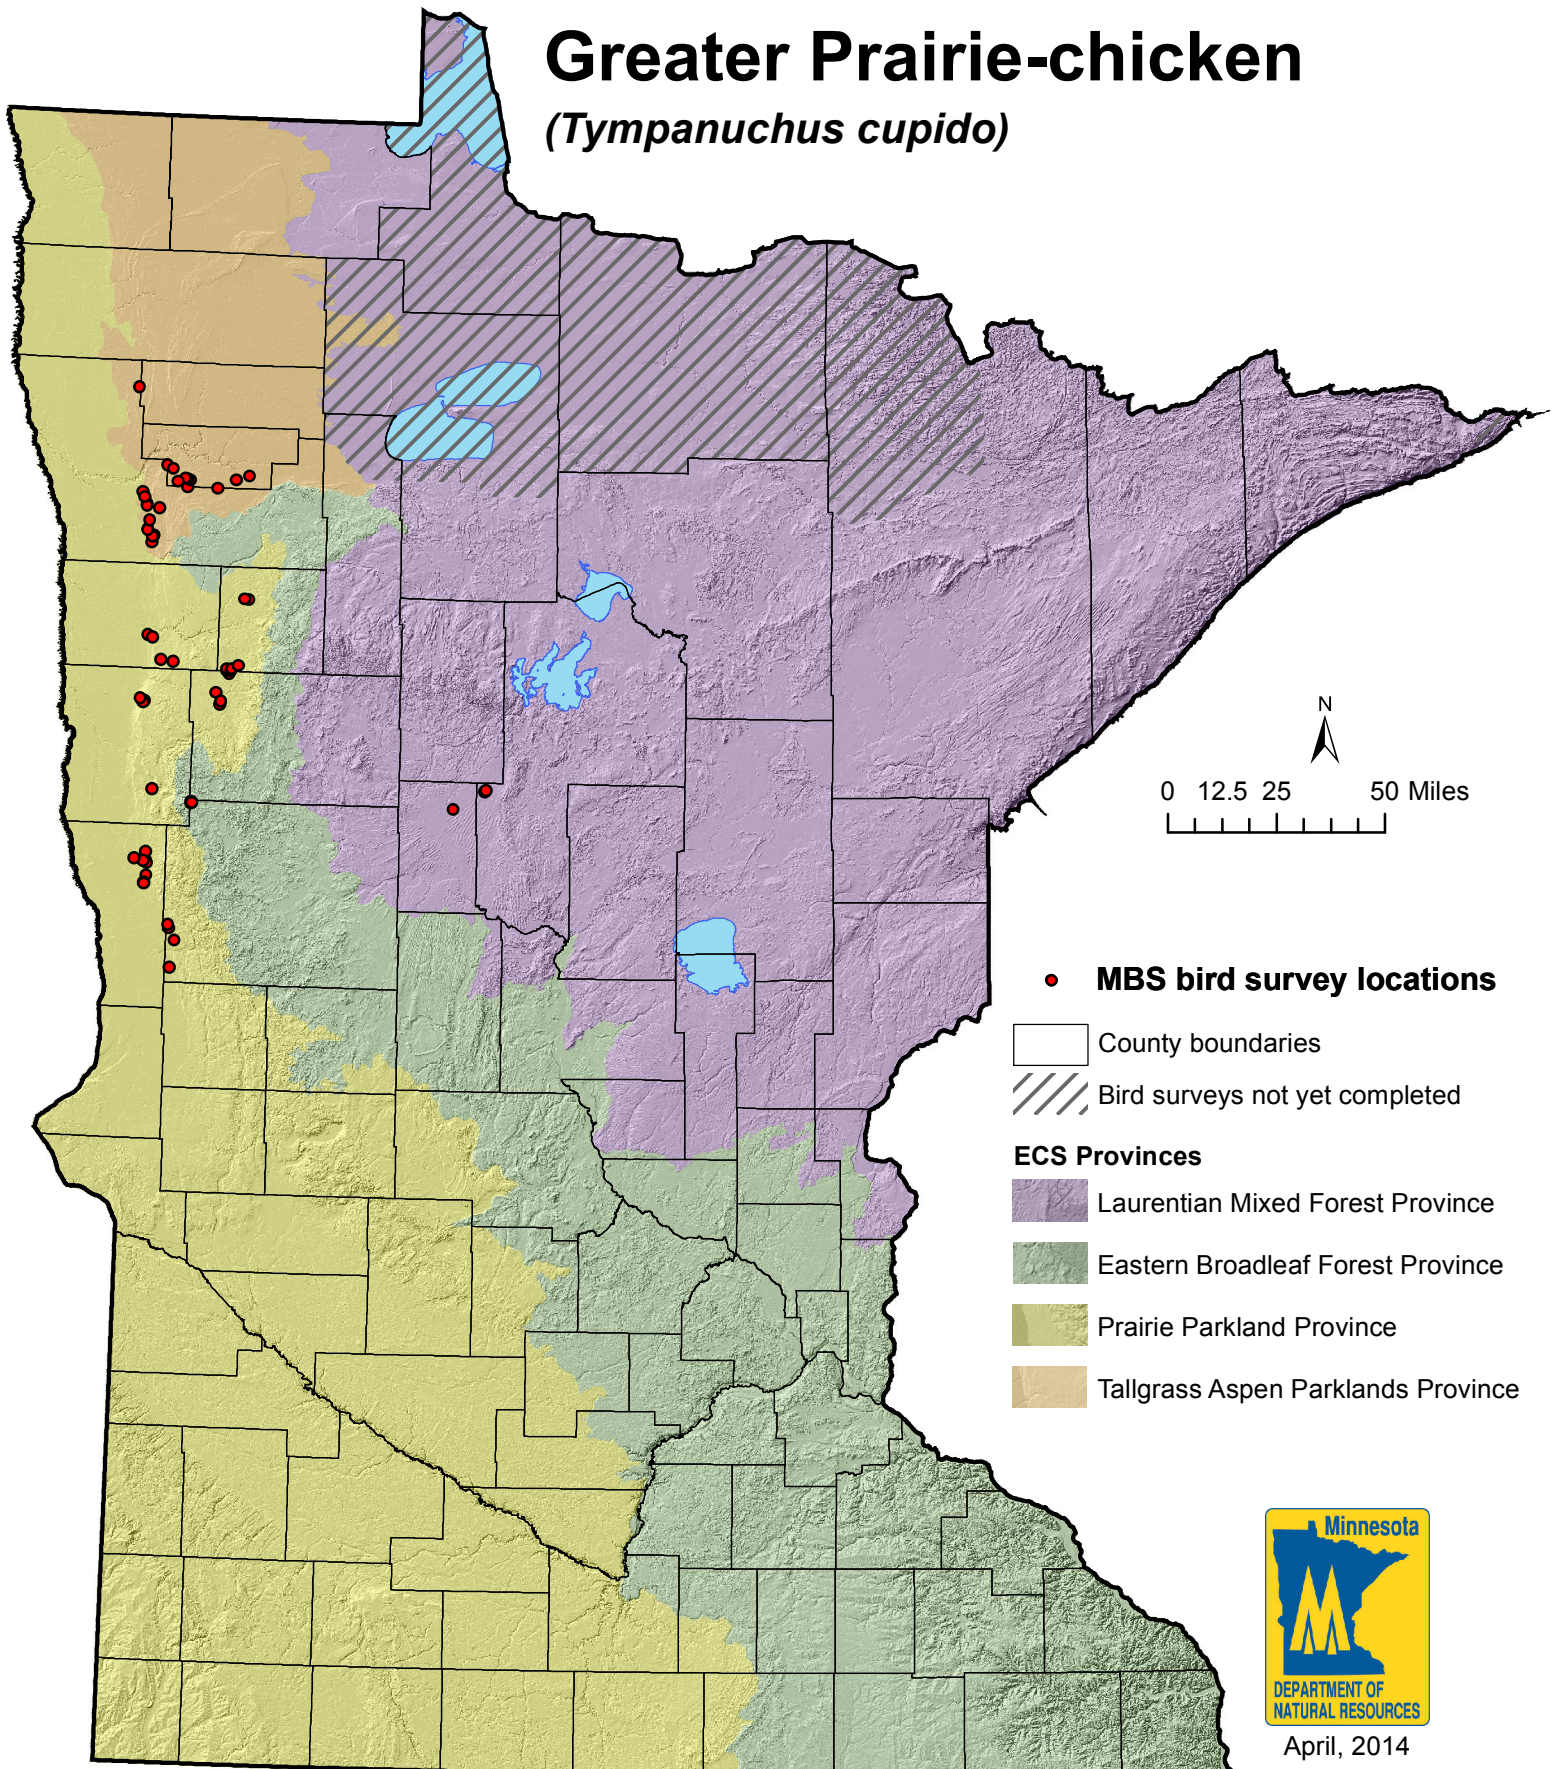 Greater Prairie-chicken
(Tympanuchus cupido)
N
0 12.5 25 50 Miles
MBS bird survey locations
County boundaries
Bird surveys not yet completed
ECS Provinces
Laurentian Mixed Forest Province
Eastern Broadleaf Forest Province
Prairie Parkland Province
Tallgrass Aspen Parklands Province
Minnesota
DEPARTMENT OF
NATURAL RESOURCES
April, 2014